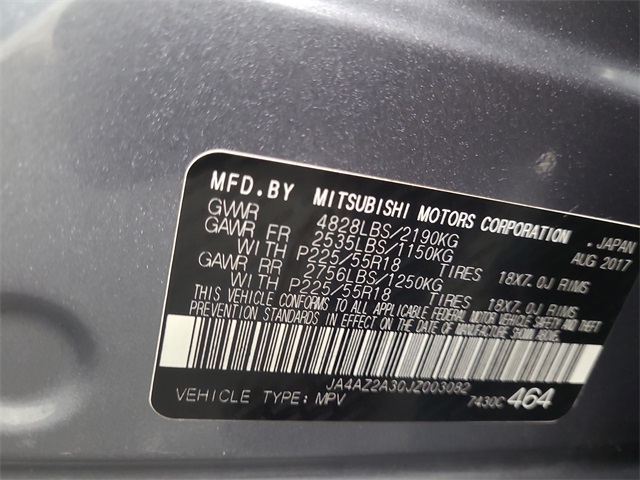 MFD.BY MITSUBISHI MOTORS CORPORATION .JAPAN
GVWR 4828LBS/2190KG AUG 2017
GAWR FR 2535LBS/1150KG
WITH P225/55R18 TIRES 18X7.0J RIMS
GAWR RR 2756LBS/1250KG
WITH P225/55R18 TIRES 18X7.0J RIMS
THIS VEHICLE CONFORMS TO ALL APPLICABLE FEDERAL MOTOR VEHICLE SAFETY AND THEFT
PREVENTION STANDARDS IN EFFECT ON THE DATE OF MANUFACTURE SHOWN ABOVE.
JA4AZ2A30JZ003082
VEHICLE TYPE: MPV 7430C 464